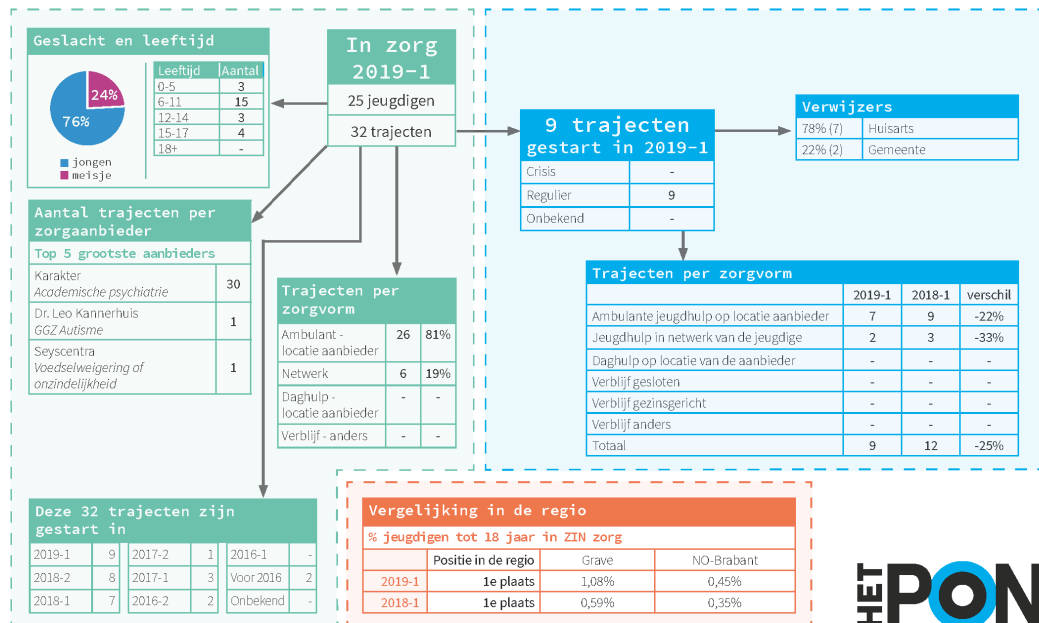 Geslacht en leeftijd
24%
76%
jongen
meisje
Leeftijd Aantal
0-5 3
6-11 15
12-14 3
15-17 4
18+ -
In zorg
2019-1
25 jeugdigen
32 trajecten
9 trajecten
gestart in 2019-1
Crisis -
Regulier 9
Onbekend -
Verwijzers
78% (7) Huisarts
22% (2) Gemeente
Aantal trajecten per
zorgaanbieder
Top 5 grootste aanbieders
Karakter
Academische psychiatrie 30
Dr. Leo Kannerhuis
GGZ Autisme 1
Seyscentra
Voedselweigering of
onzindelijkheid 1
Trajecten per
zorgvorm
Ambulant -
locatie aanbieder 26 81%
Netwerk 6 19%
Daghulp -
locatie aanbieder - -
Verblijf - anders - -
Trajecten per zorgvorm
2019-1 2018-1 verschil
Ambulante jeugdhulp op locatie aanbieder 7 9 -22%
Jeugdhulp in netwerk van de jeugdige 2 3 -33%
Daghulp op locatie van de aanbieder - - -
Verblijf gesloten - - -
Verblijf gezinsgericht - - -
Verblijf anders - - -
Totaal 9 12 -25%
Deze 32 trajecten zijn
gestart in
2019-1 9 2017-2 1 2016-1 -
2018-2 8 2017-1 3 Voor 2016 2
2018-1 7 2016-2 2 Onbekend -
Vergelijking in de regio
% jeugdigen tot 18 jaar in ZIN zorg
Positie in de regio Grave NO-Brabant
2019-1 1e plaats 1,08% 0,45%
2018-1 1e plaats 0,59% 0,35%
HET PON